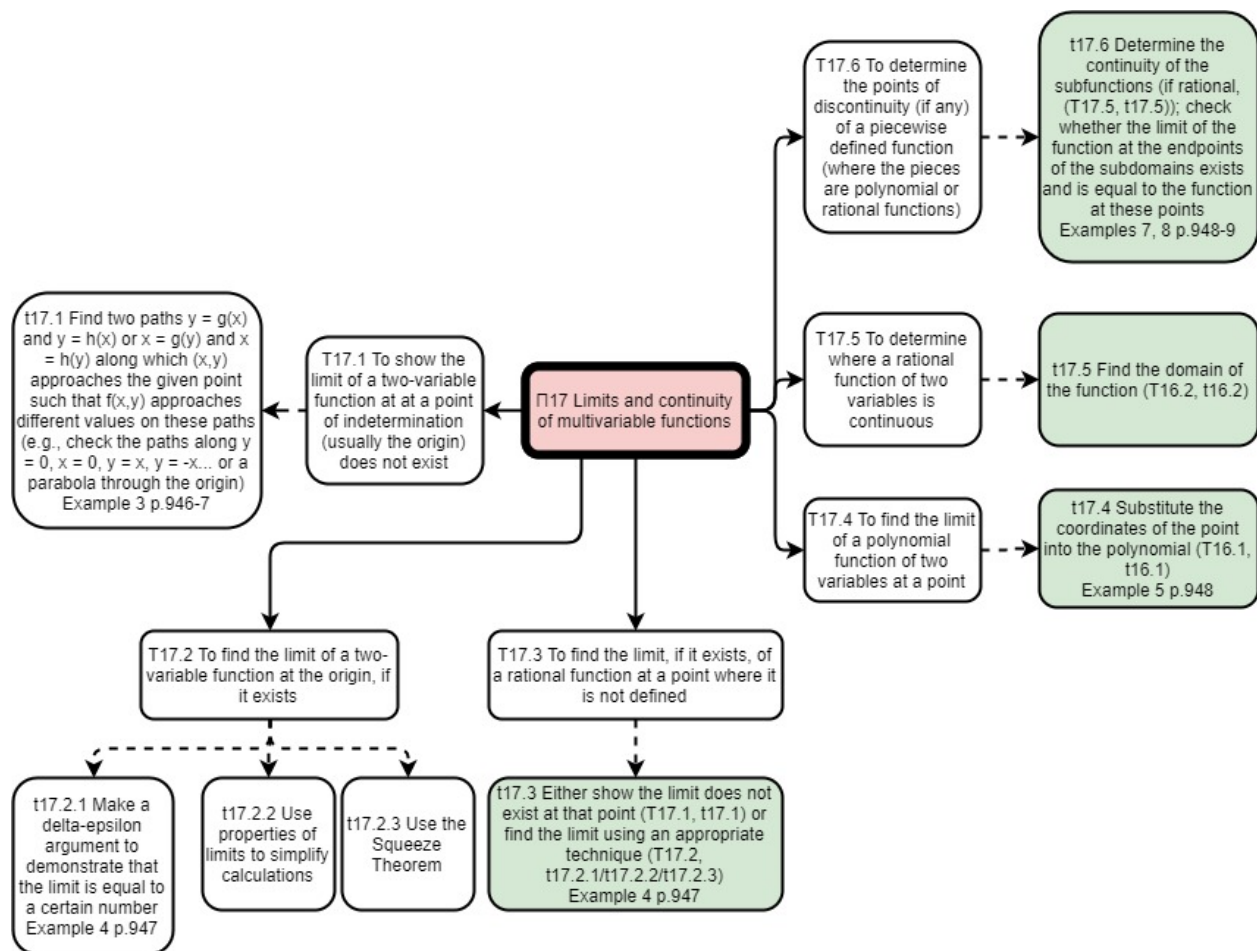 T17.6 To determine
the points of
discontinuity (if any)
of a piecewise
defined function
(where the pieces
are polynomial or
rational functions)
t17.6 Determine the
continuity of the
subfunctions (if rational,
(T17.5, t17.5)); check
whether the limit of the
function at the endpoints
of the subdomains exists
and is equal to the function
at these points
Examples 7, 8 p.948-9
t17.1 Find two paths y = g(x)
and y = h(x) or x = g(y) and x
= h(y) along which (x,y)
approaches the given point
such that f(x,y) approaches
different values on these paths
(e.g., check the paths along y
= 0, x = 0, y = x, y = -x... or a
parabola through the origin)
Example 3 p.946-7
T17.1 To show the
limit of a two-variable
function at at a point
of indetermination
(usually the origin)
does not exist
П17 Limits and continuity
of multivariable functions
T17.5 To determine
where a rational
function of two
variables is
continuous
t17.5 Find the domain
of the function (T16.2, t16.2)
T17.4 To find the limit
of a polynomial
function of two
variables at a point
t17.4 Substitute the
coordinates of the point
into the polynomial (T16.1,
t16.1)
Example 5 p.948
T17.2 To find the limit of a two-
variable function at the origin, if
it exists
T17.3 To find the limit, if it exists, of
a rational function at a point where it
is not defined
t17.2.1 Make a
delta-epsilon
argument to
demonstrate that
the limit is equal to
a certain number
Example 4 p.947
t17.2.2 Use
properties of
limits to simplify
calculations
t17.2.3 Use the
Squeeze
Theorem
t17.3 Either show the limit does not
exist at that point (T17.1, t17.1) or
find the limit using an appropriate
technique (T17.2,
t17.2.1/t17.2.2/t17.2.3)
Example 4 p.947